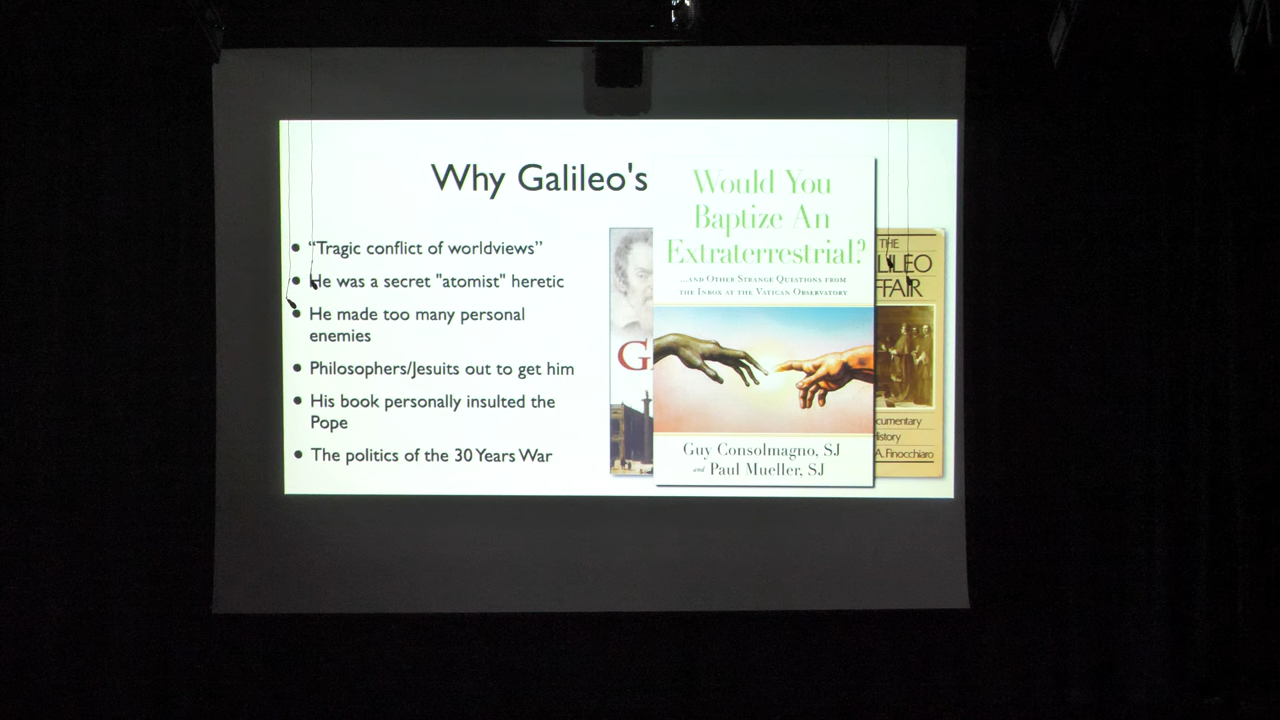 Why Galileo's
• “Tragic conflict of worldviews”
• He was a secret "atomist" heretic
• He made too many personal
enemies
• Philosophers/Jesuits out to get him
• His book personally insulted the
Pope
• The politics of the 30 Years War
G
Would You
Baptize An
Extraterrestrial?
...AND OTHER STRANGE QUESTIONS FROM
THE INBOX AT THE VATICAN OBSERVATORY
Guy Consolmagno, SJ
and Paul Mueller, SJ
THE
LILEO
FFAIR
cumentary
istory
A. Finocchiaro